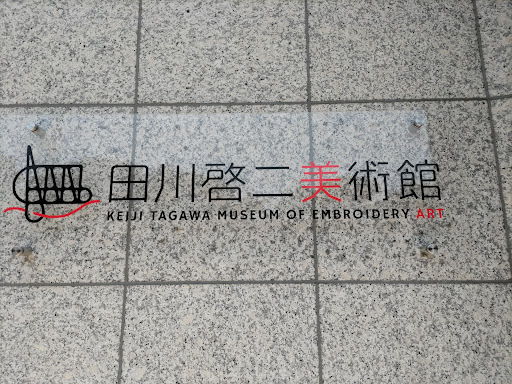 田川啓二美術館
KEIJI TAGAWA MUSEUM OF EMBROIDERY ART